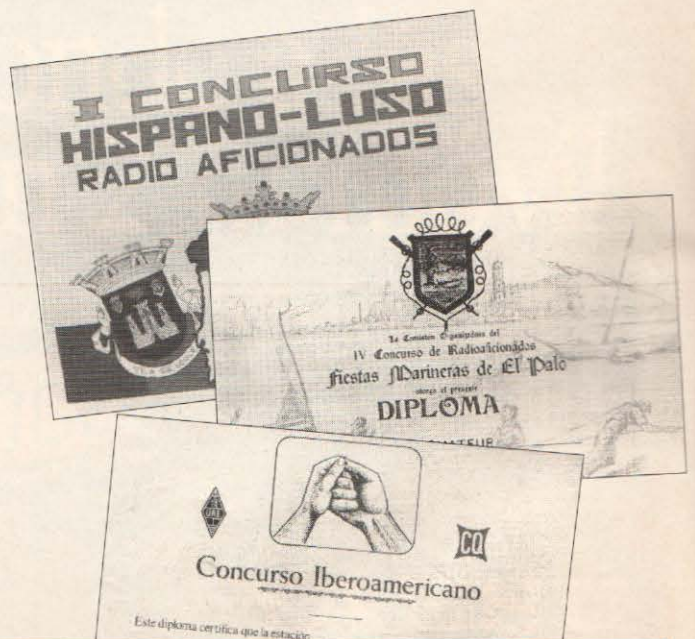 I CONCURSO
HISPANO-LUSO
RADIO AFICIONADOS
La Comision Organizadora del
IV Concurso de Radioaficionados
Fiestas Marineras de El Palo
otorga el presente
DIPLOMA
CQ
Concurso Iberoamericano
Este diploma certifica que la estación